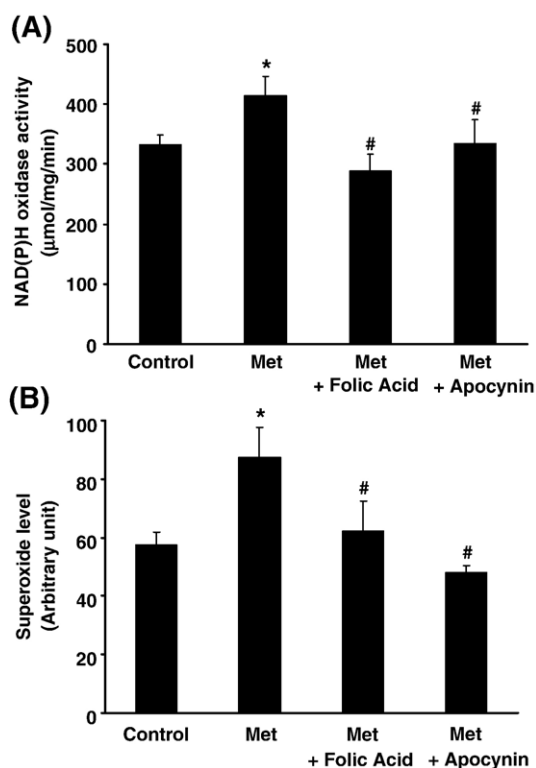 (A)
NAD(P)H oxidase activity
(μmol/mg/min)
500
400
300
200
100
0
*
#
#
Control
Met
Met
+ Folic Acid
Met
+ Apocynin
(B)
Superoxide level
(Arbitrary unit)
100
80
60
40
20
0
*
#
#
Control
Met
Met
+ Folic Acid
Met
+ Apocynin